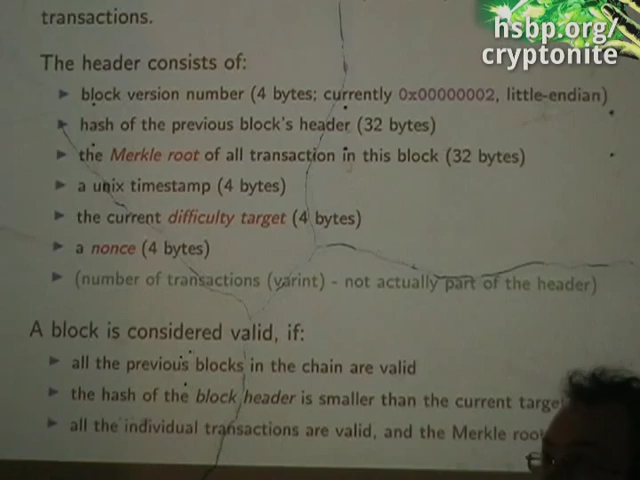 hsbp.org/
cryptonite
transactions.
The header consists of:
block version number (4 bytes; currently 0x00000002, little-endian)
hash of the previous block's header (32 bytes)
the Merkle root of all transaction in this block (32 bytes)
a unix timestamp (4 bytes)
the current difficulty target (4 bytes)
a nonce (4 bytes)
(number of transactions (varint) - not actually part of the header)
A block is considered valid, if:
all the previous blocks in the chain are valid
the hash of the block header is smaller than the current
all the individual transactions are valid, and the Merkle root